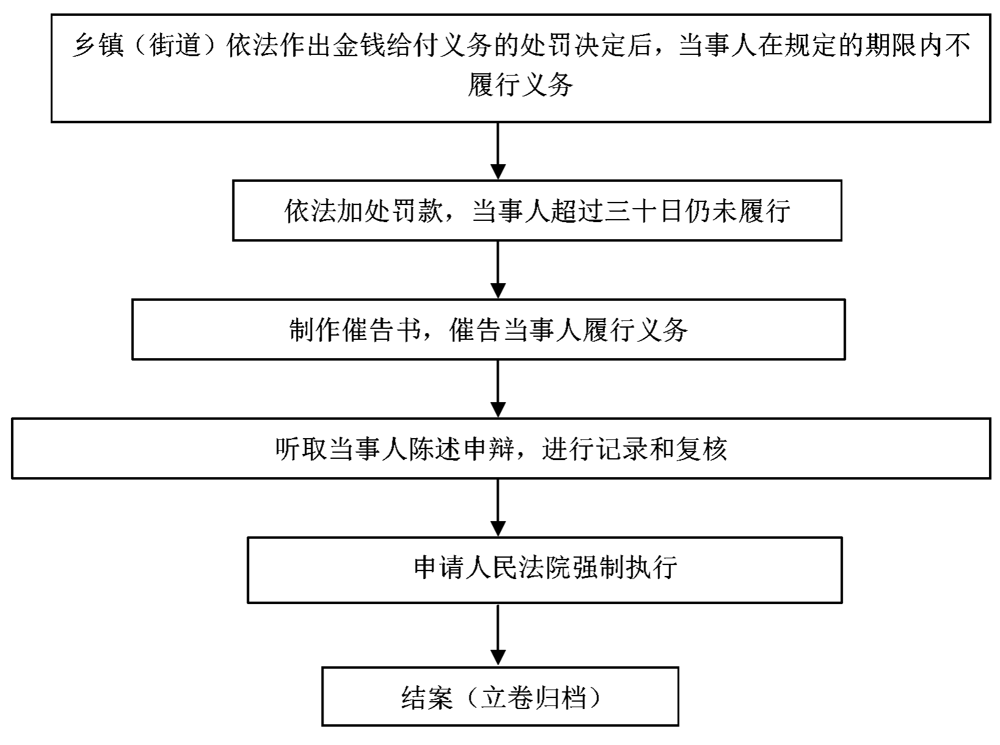 乡镇（街道）依法作出金钱给付义务的处罚决定后，当事人在规定的期限内不
履行义务
依法加处罚款，当事人超过三十日仍未履行
制作催告书，催告当事人履行义务
听取当事人陈述申辩，进行记录和复核
申请人民法院强制执行
结案（立卷归档）